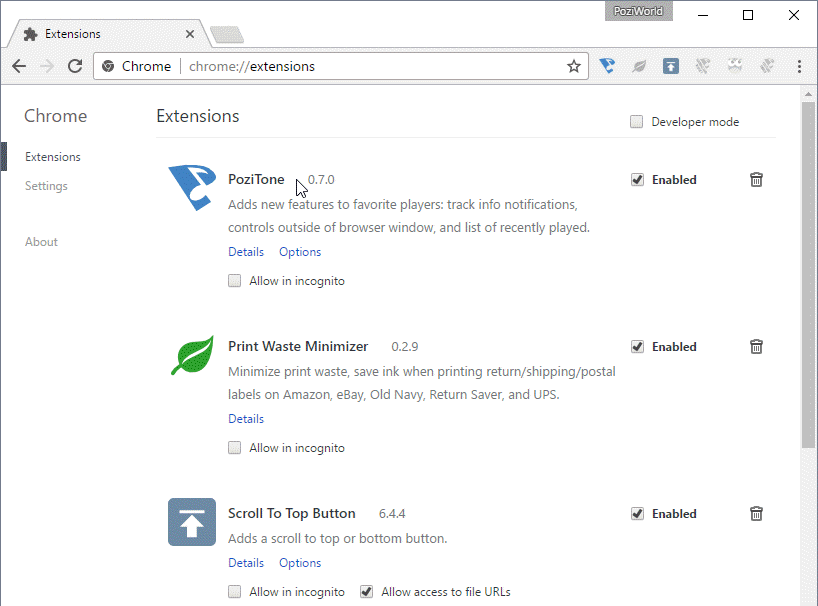 PoziWorld
Extensions
Chrome chrome://extensions
Chrome
Extensions
Developer mode
Extensions
Settings
About
PoziTone 0.7.0 Enabled
Adds new features to favorite players: track info notifications,
controls outside of browser window, and list of recently played.
Details Options
Allow in incognito
Print Waste Minimizer 0.2.9 Enabled
Minimize print waste, save ink when printing return/shipping/postal
labels on Amazon, eBay, Old Navy, Return Saver, and UPS.
Details
Allow in incognito
Scroll To Top Button 6.4.4 Enabled
Adds a scroll to top or bottom button.
Details Options
Allow in incognito Allow access to file URLs